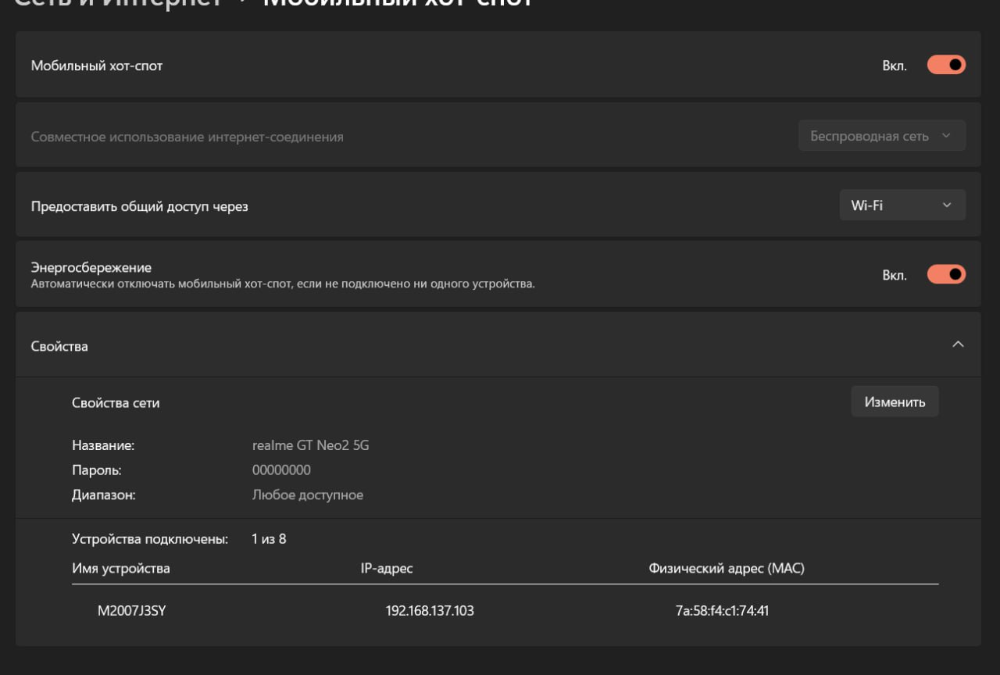 Сеть и Интернет > Мобильный хот-спот
Мобильный хот-спот Вкл.
Совместное использование интернет-соединения Беспроводная сеть
Предоставить общий доступ через Wi-Fi
Энергосбережение
Автоматически отключать мобильный хот-спот, если не подключено ни одного устройства. Вкл.
Свойства
Свойства сети Изменить
Название: realme GT Neo2 5G
Пароль: 00000000
Диапазон: Любое доступное
Устройства подключены: 1 из 8
Имя устройства IP-адрес Физический адрес (MAC)
M2007J3SY 192.168.137.103 7a:58:f4:c1:74:41